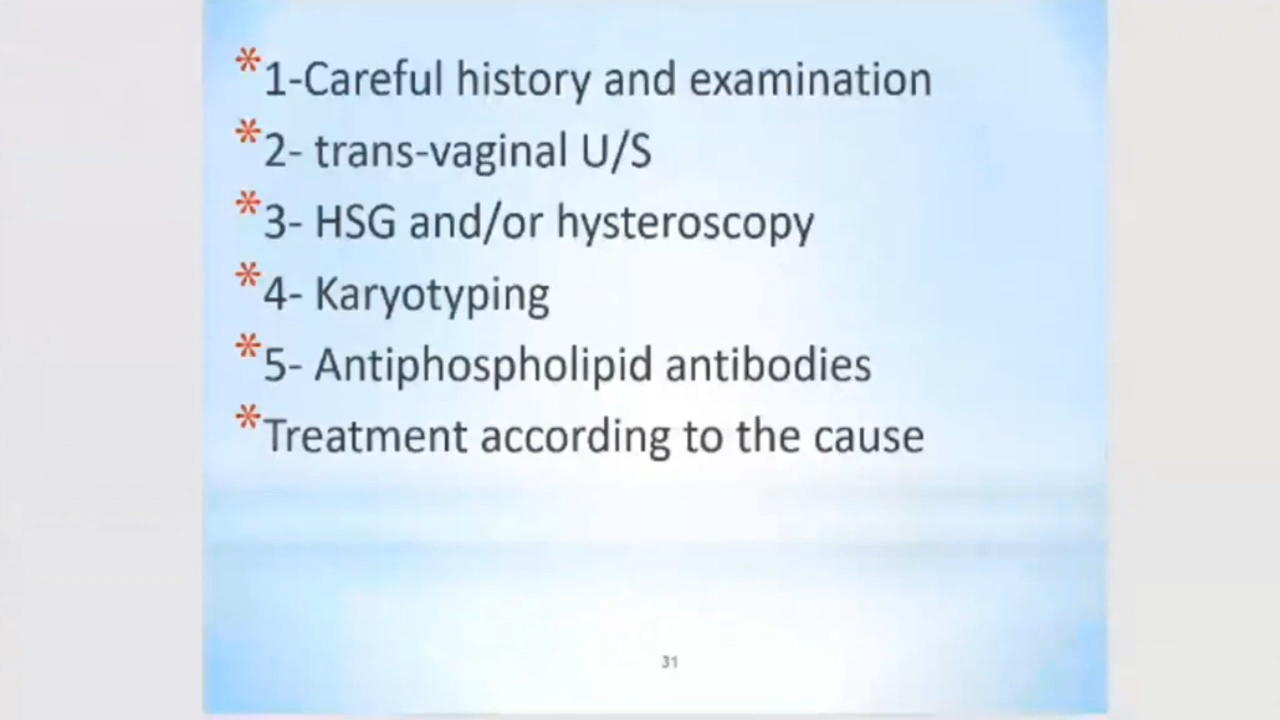 *1-Careful history and examination
*2- trans-vaginal U/S
*3- HSG and/or hysteroscopy
*4- Karyotyping
*5- Antiphospholipid antibodies
*Treatment according to the cause
31